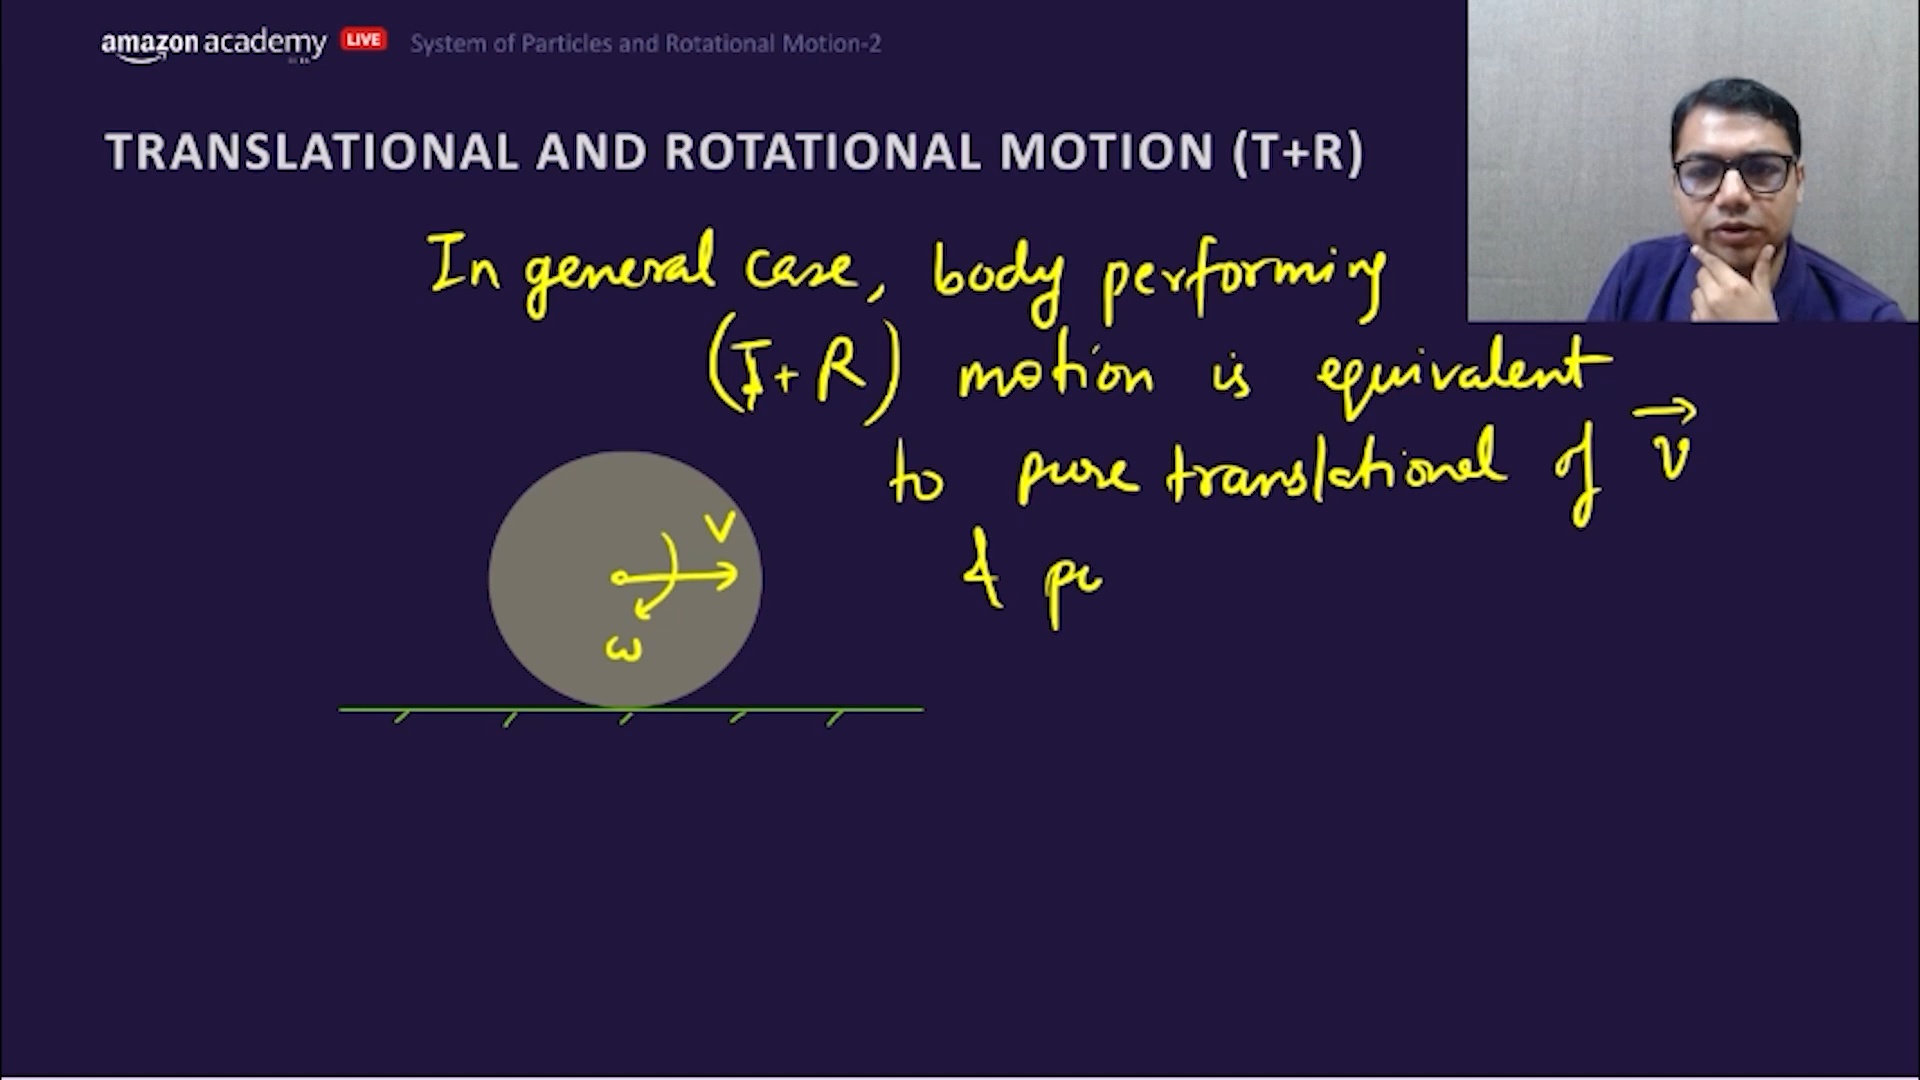 amazon academy LIVE System of Particles and Rotational Motion-2
TRANSLATIONAL AND ROTATIONAL MOTION (T+R)
In general case, body performing
(T+R) motion is equivalent
to pure translational of v⃗
& pu
V
ω